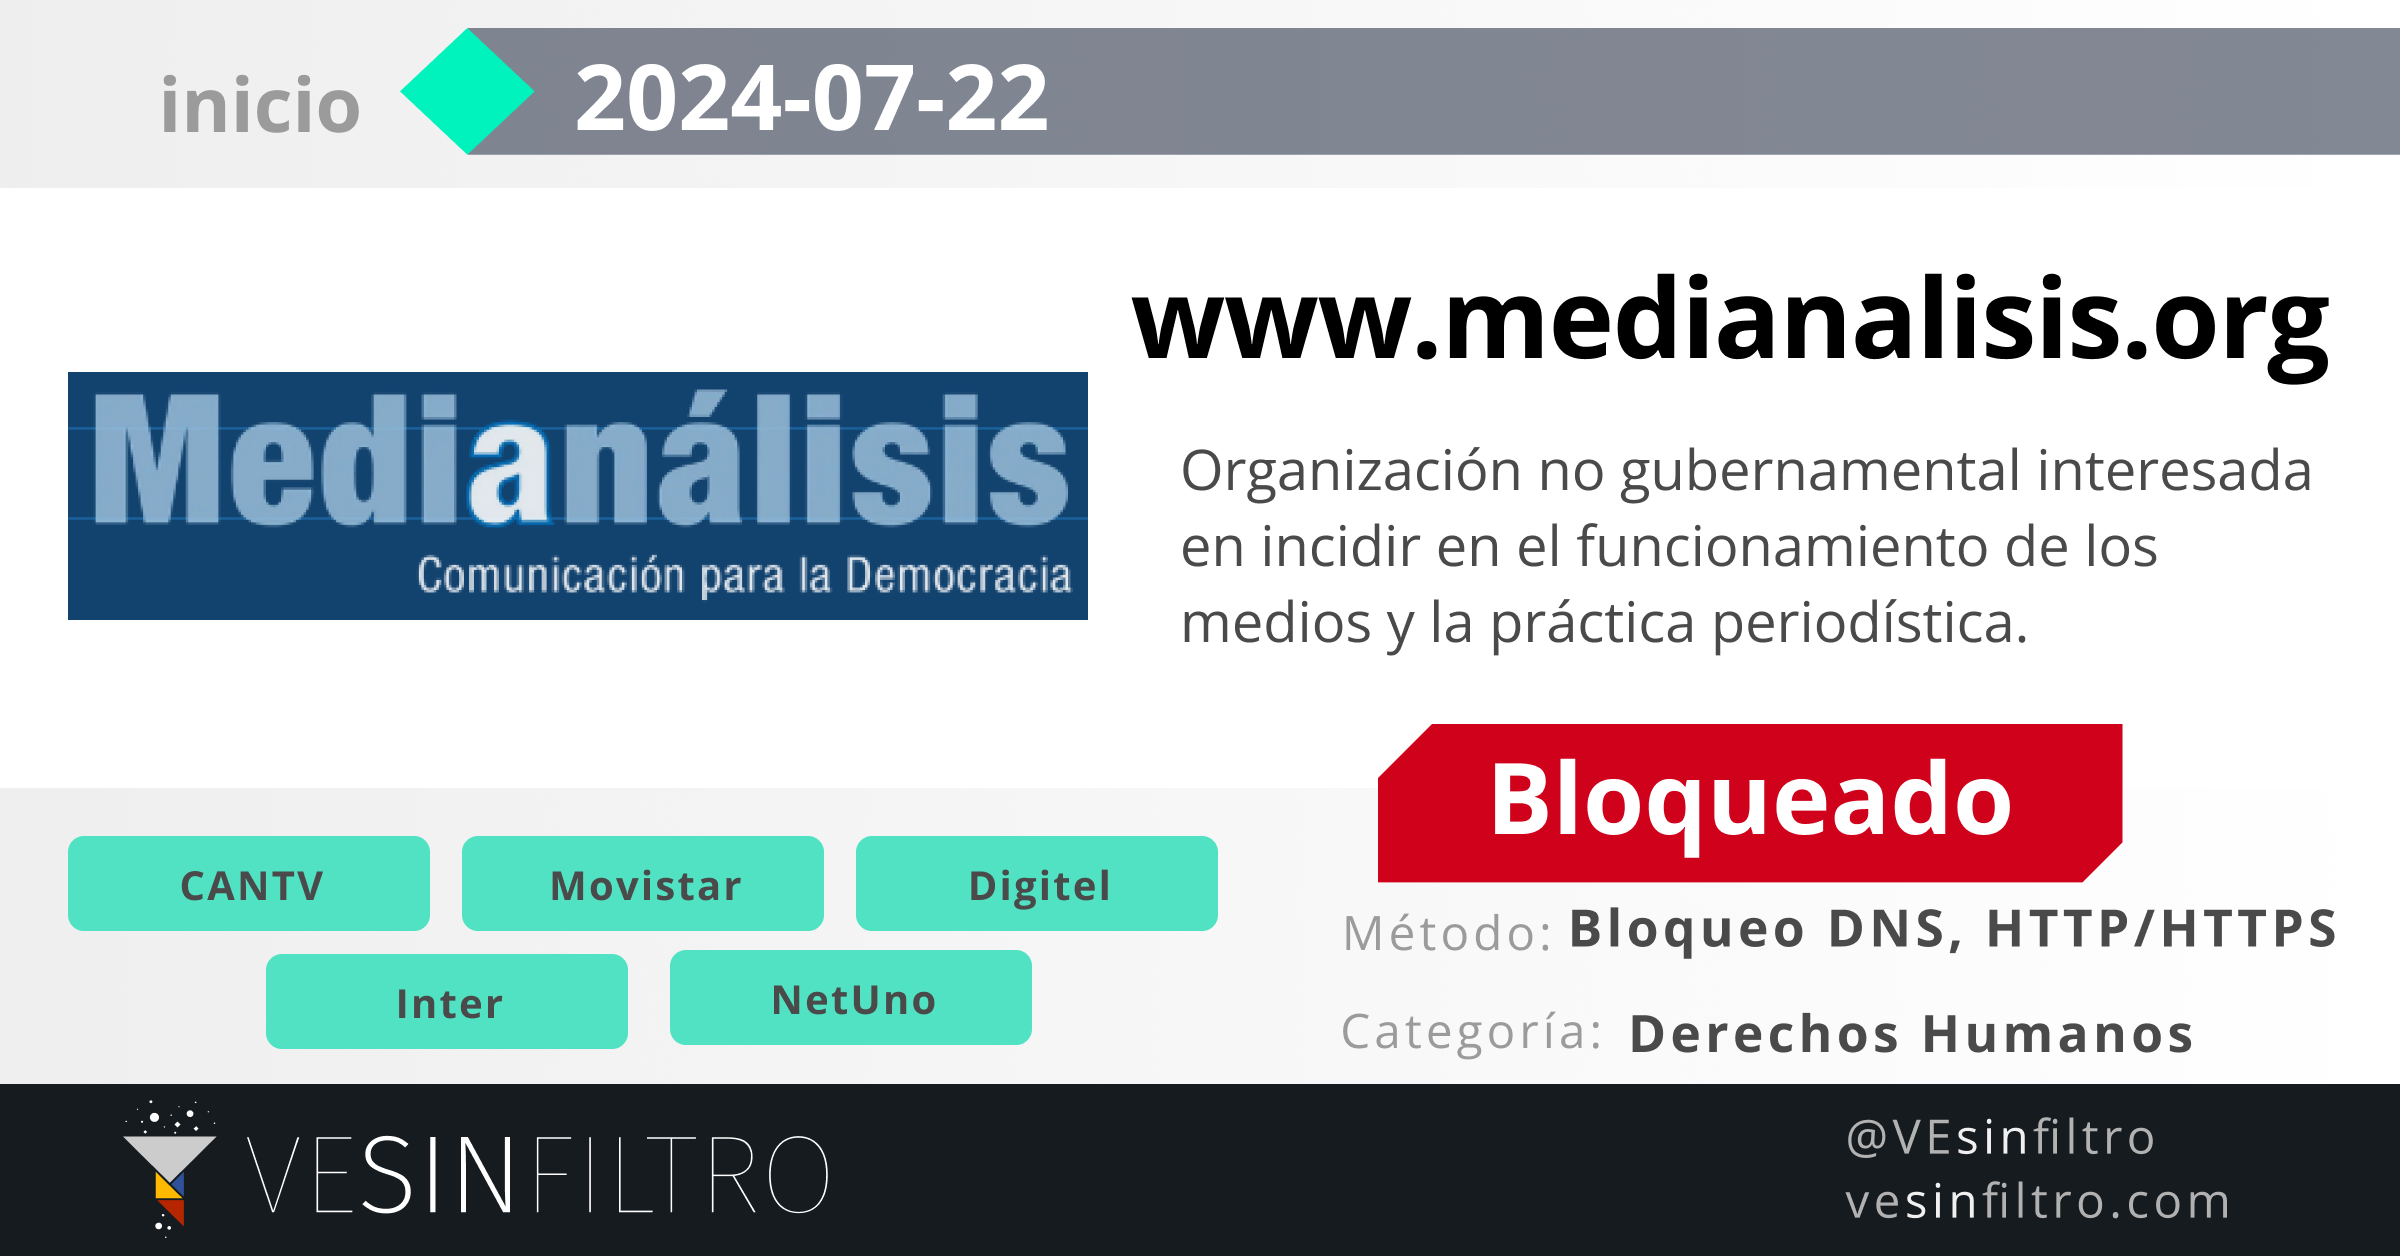 inicio
2024-07-22
www.medianalisis.org
Medianálisis
Comunicación para la Democracia
Organización no gubernamental interesada
en incidir en el funcionamiento de los
medios y la práctica periodística.
Bloqueado
CANTV
Movistar
Digitel
Inter
NetUno
Método: Bloqueo DNS, HTTP/HTTPS
Categoría: Derechos Humanos
VESINFILTRO
@VEsinfiltro
vesinfiltro.com